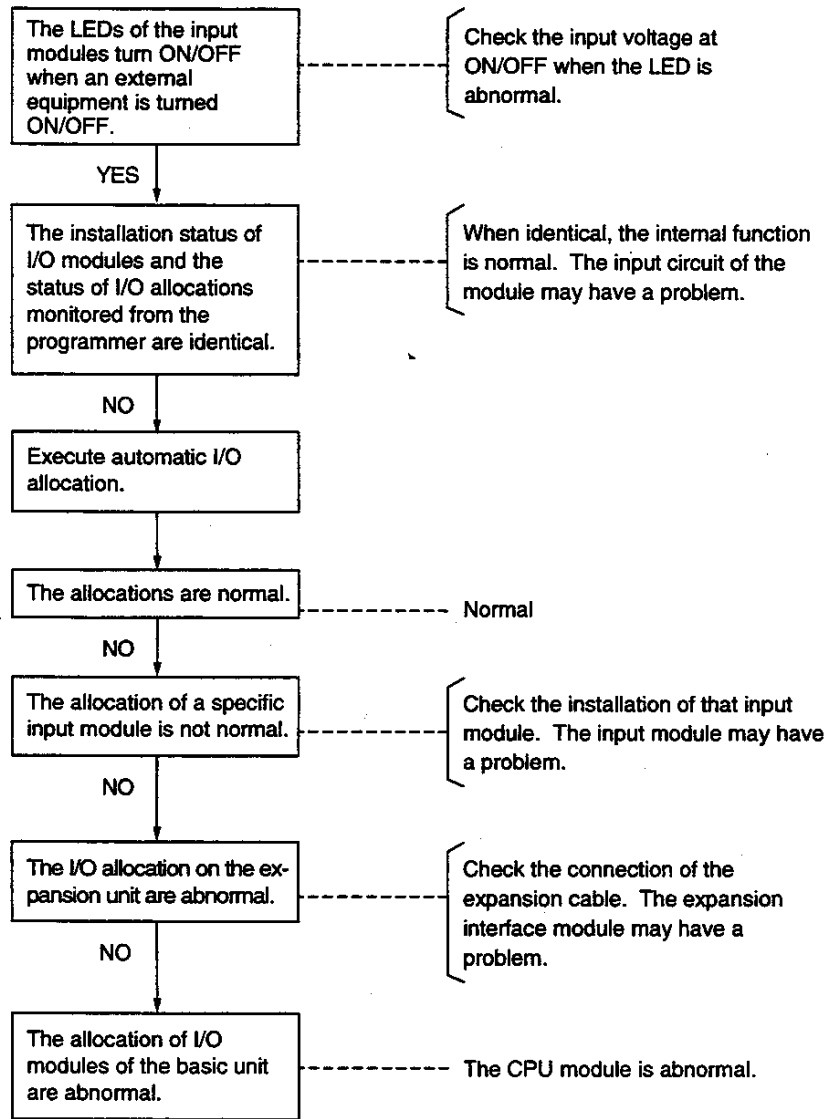 The LEDs of the input
modules turn ON/OFF
when an external
equipment is turned
ON/OFF.
Check the input voltage at
ON/OFF when the LED is
abnormal.
YES
The installation status of
I/O modules and the
status of I/O allocations
monitored from the
programmer are identical.
When identical, the internal function
is normal. The input circuit of the
module may have a problem.
NO
Execute automatic I/O
allocation.
The allocations are normal.
Normal
NO
The allocation of a specific
input module is not normal.
Check the installation of that input
module. The input module may have
a problem.
NO
The I/O allocation on the ex-
pansion unit are abnormal.
Check the connection of the
expansion cable. The expansion
interface module may have a
problem.
NO
The allocation of I/O
modules of the basic unit
are abnormal.
The CPU module is abnormal.